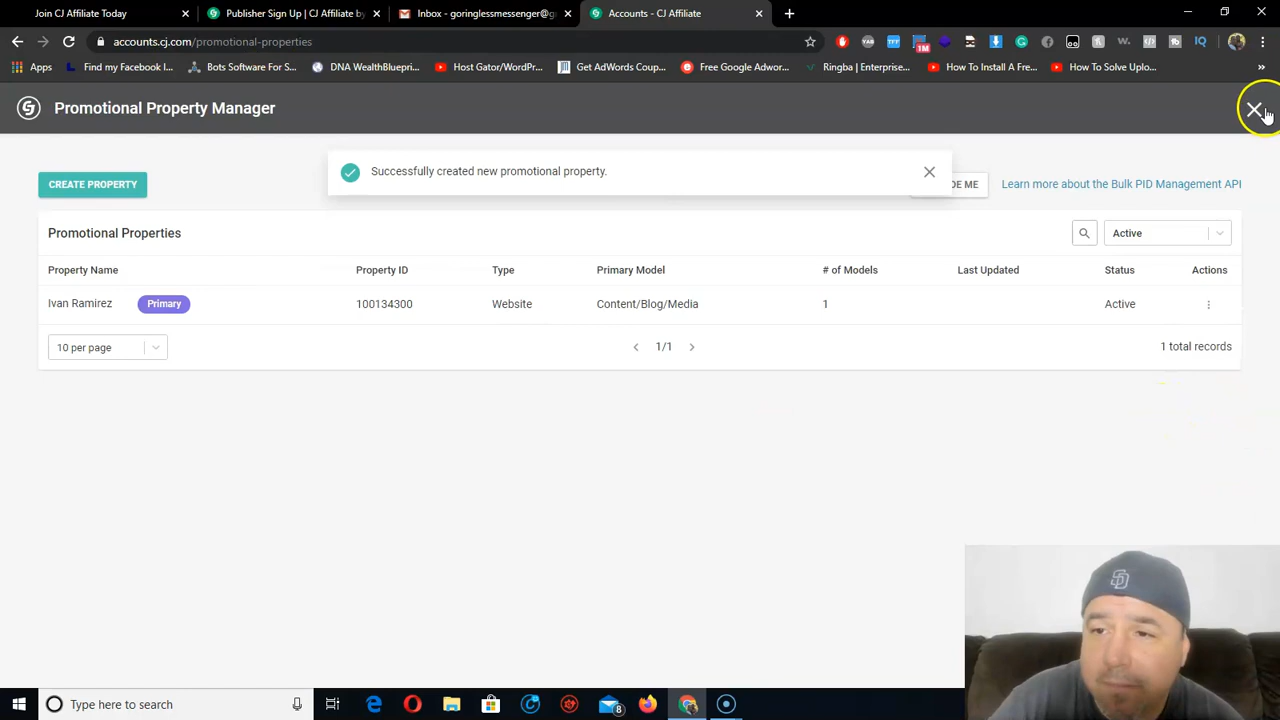 Join CJ Affiliate Today
Publisher Sign Up | CJ Affiliate by
Inbox - goringlessmessenger@g
Accounts - CJ Affiliate
accounts.cj.com/promotional-properties
Apps
Find my Facebook I...
Bots Software For S...
DNA WealthBluepri...
Host Gator/WordPr...
Get AdWords Coup...
Free Google Adwor...
Ringba | Enterprise...
How To Install A Fre...
How To Solve Uplo...
Promotional Property Manager
Successfully created new promotional property.
CREATE PROPERTY
DE ME
Learn more about the Bulk PID Management API
Promotional Properties
Active
Property Name
Property ID
Type
Primary Model
# of Models
Last Updated
Status
Actions
Ivan Ramirez
Primary
100134300
Website
Content/Blog/Media
1
Active
10 per page
1/1
1 total records
Type here to search
8